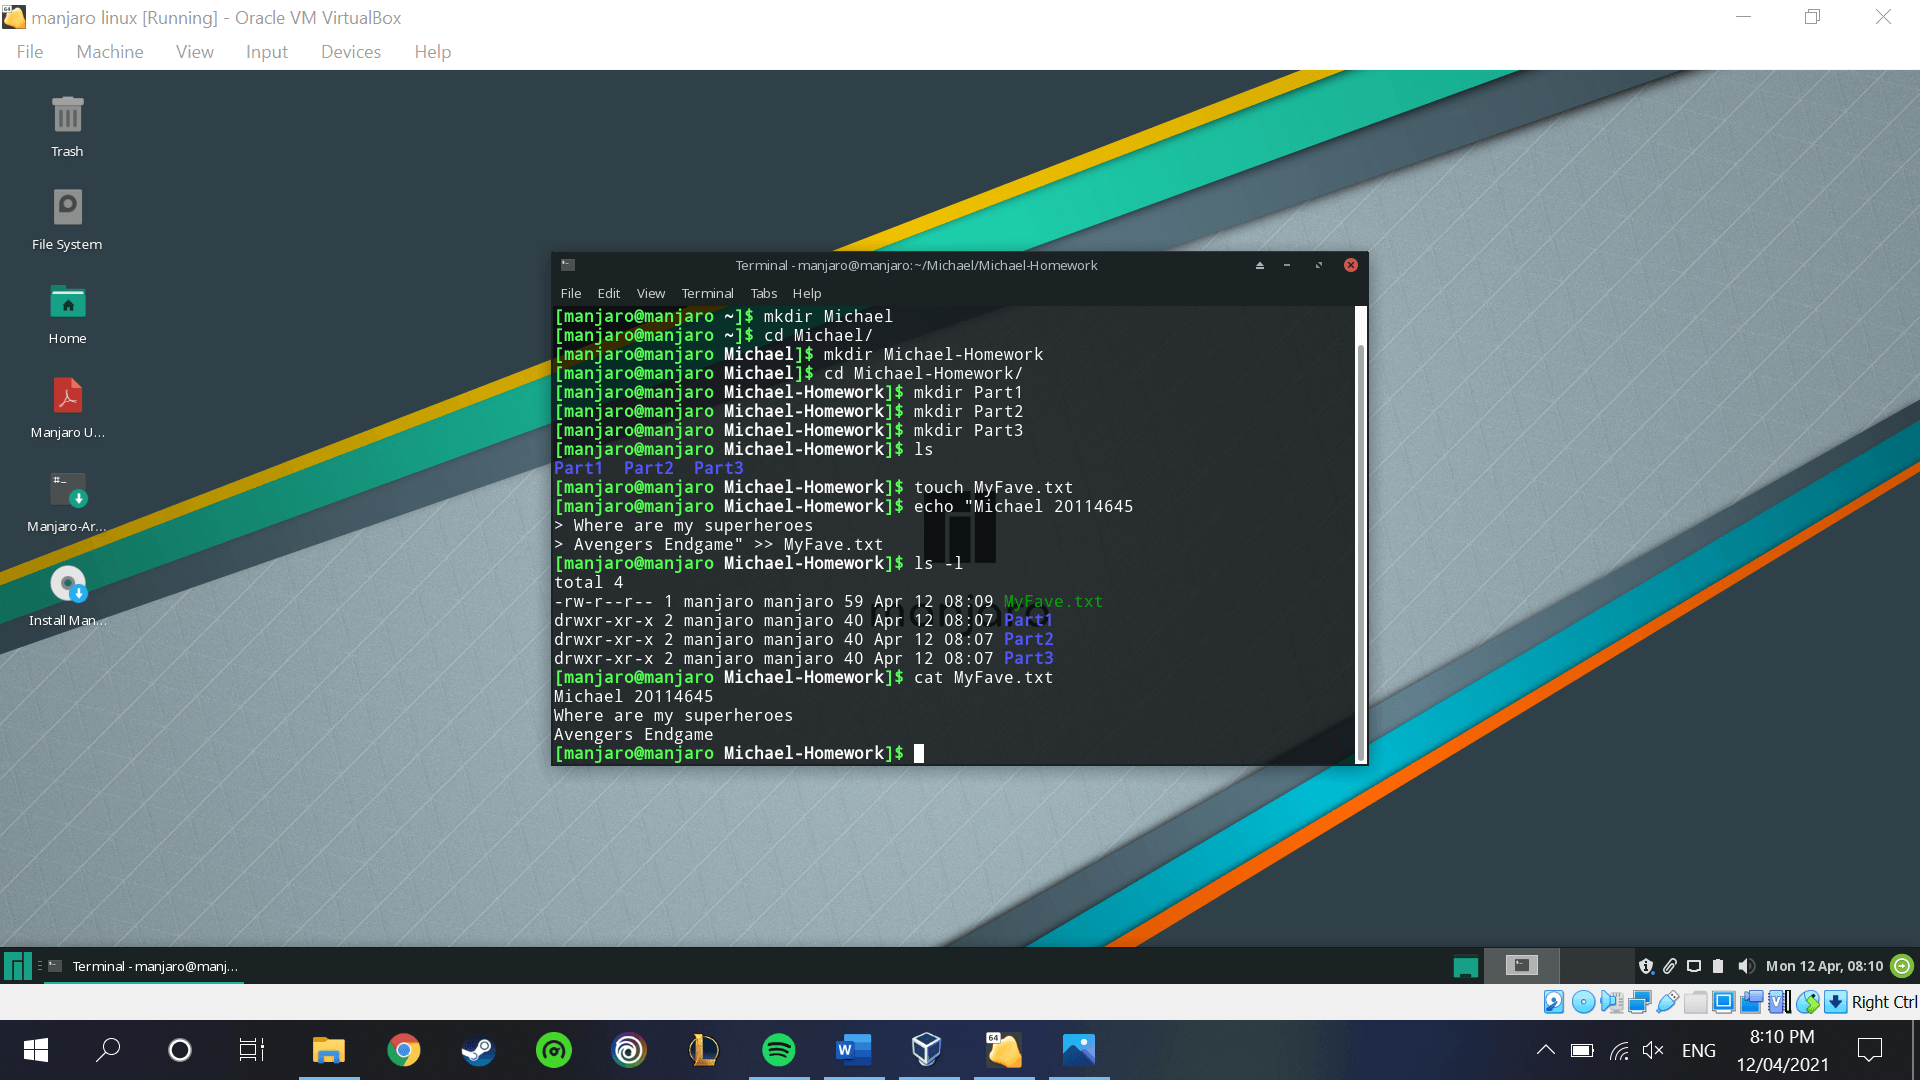 manjaro linux [Running] - Oracle VM VirtualBox
File Machine View Input Devices Help
Trash
File System
Home
Manjaro U...
Manjaro-Ar...
Install Man...
Terminal - manjaro@manjaro:~/Michael/Michael-Homework
File Edit View Terminal Tabs Help
[manjaro@manjaro ~]$ mkdir Michael
[manjaro@manjaro ~]$ cd Michael/
[manjaro@manjaro Michael]$ mkdir Michael-Homework
[manjaro@manjaro Michael]$ cd Michael-Homework/
[manjaro@manjaro Michael-Homework]$ mkdir Part1
[manjaro@manjaro Michael-Homework]$ mkdir Part2
[manjaro@manjaro Michael-Homework]$ mkdir Part3
[manjaro@manjaro Michael-Homework]$ ls
Part1 Part2 Part3
[manjaro@manjaro Michael-Homework]$ touch MyFave.txt
[manjaro@manjaro Michael-Homework]$ echo "Michael 20114645
> Where are my superheroes
> Avengers Endgame" >> MyFave.txt
[manjaro@manjaro Michael-Homework]$ ls -l
total 4
-rw-r--r-- 1 manjaro manjaro 59 Apr 12 08:09 MyFave.txt
drwxr-xr-x 2 manjaro manjaro 40 Apr 12 08:07 Part1
drwxr-xr-x 2 manjaro manjaro 40 Apr 12 08:07 Part2
drwxr-xr-x 2 manjaro manjaro 40 Apr 12 08:07 Part3
[manjaro@manjaro Michael-Homework]$ cat MyFave.txt
Michael 20114645
Where are my superheroes
Avengers Endgame
[manjaro@manjaro Michael-Homework]$
manjaro
Terminal - manjaro@manj...
Mon 12 Apr, 08:10
Right Ctrl
64
W
ENG
8:10 PM
12/04/2021